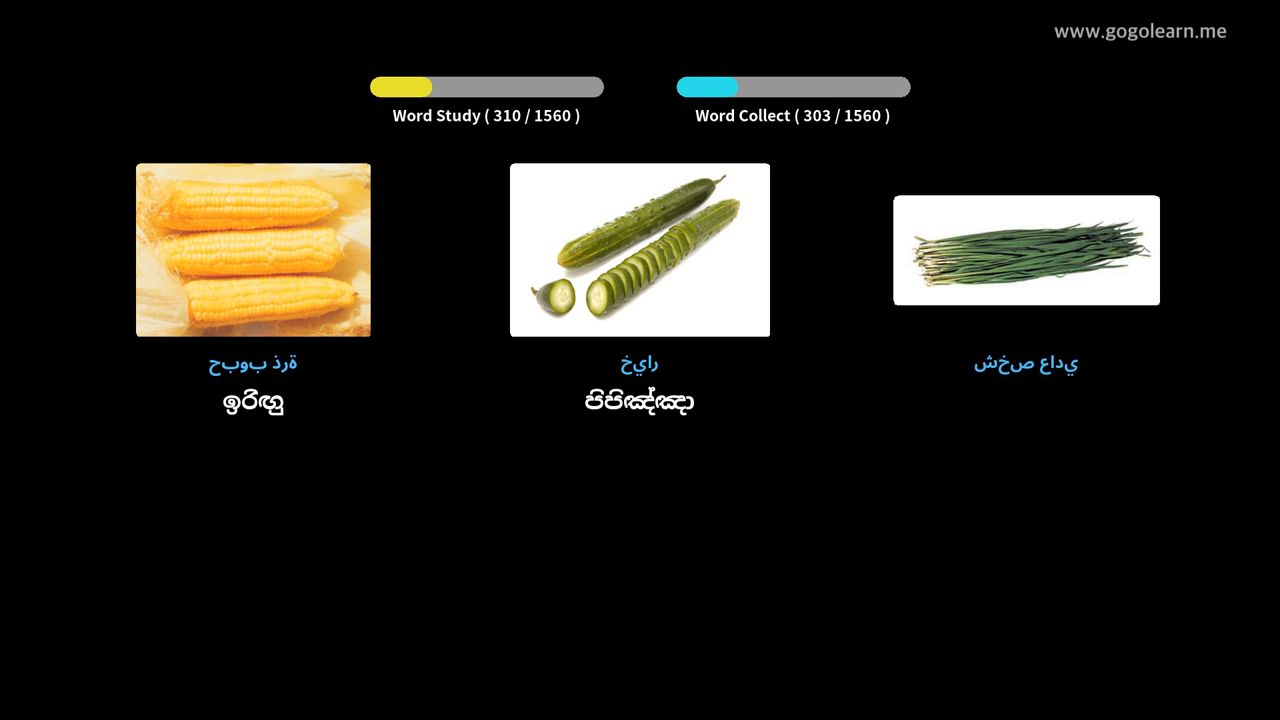 www.gogolearn.me
Word Study ( 310 / 1560 )
Word Collect ( 303 / 1560 )
حبوب ذرة
ඉරිඟු
خيار
පිපිඤ්ඤා
شخص عادي